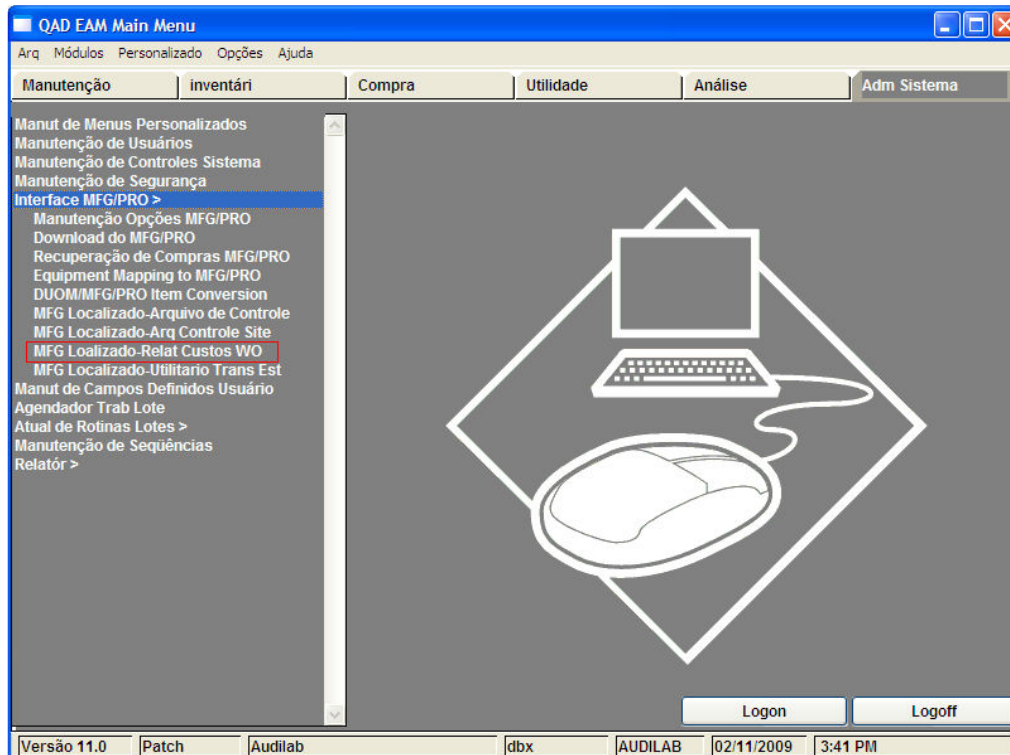 QAD EAM Main Menu
Arq Módulos Personalizado Opções Ajuda
Manutenção inventári Compra Utilidade Análise Adm Sistema
Manut de Menus Personalizados
Manutenção de Usuários
Manutenção de Controles Sistema
Manutenção de Segurança
Interface MFG/PRO >
Manutenção Opções MFG/PRO
Download do MFG/PRO
Recuperação de Compras MFG/PRO
Equipment Mapping to MFG/PRO
DUOM/MFG/PRO Item Conversion
MFG Localizado-Arquivo de Controle
MFG Localizado-Arq Controle Site
MFG Loalizado-Relat Custos WO
MFG Localizado-Utilitario Trans Est
Manut de Campos Definidos Usuário
Agendador Trab Lote
Atual de Rotinas Lotes >
Manutenção de Seqüências
Relatór >
Logon Logoff
Versão 11.0 Patch Audilab dbx AUDILAB 02/11/2009 3:41 PM